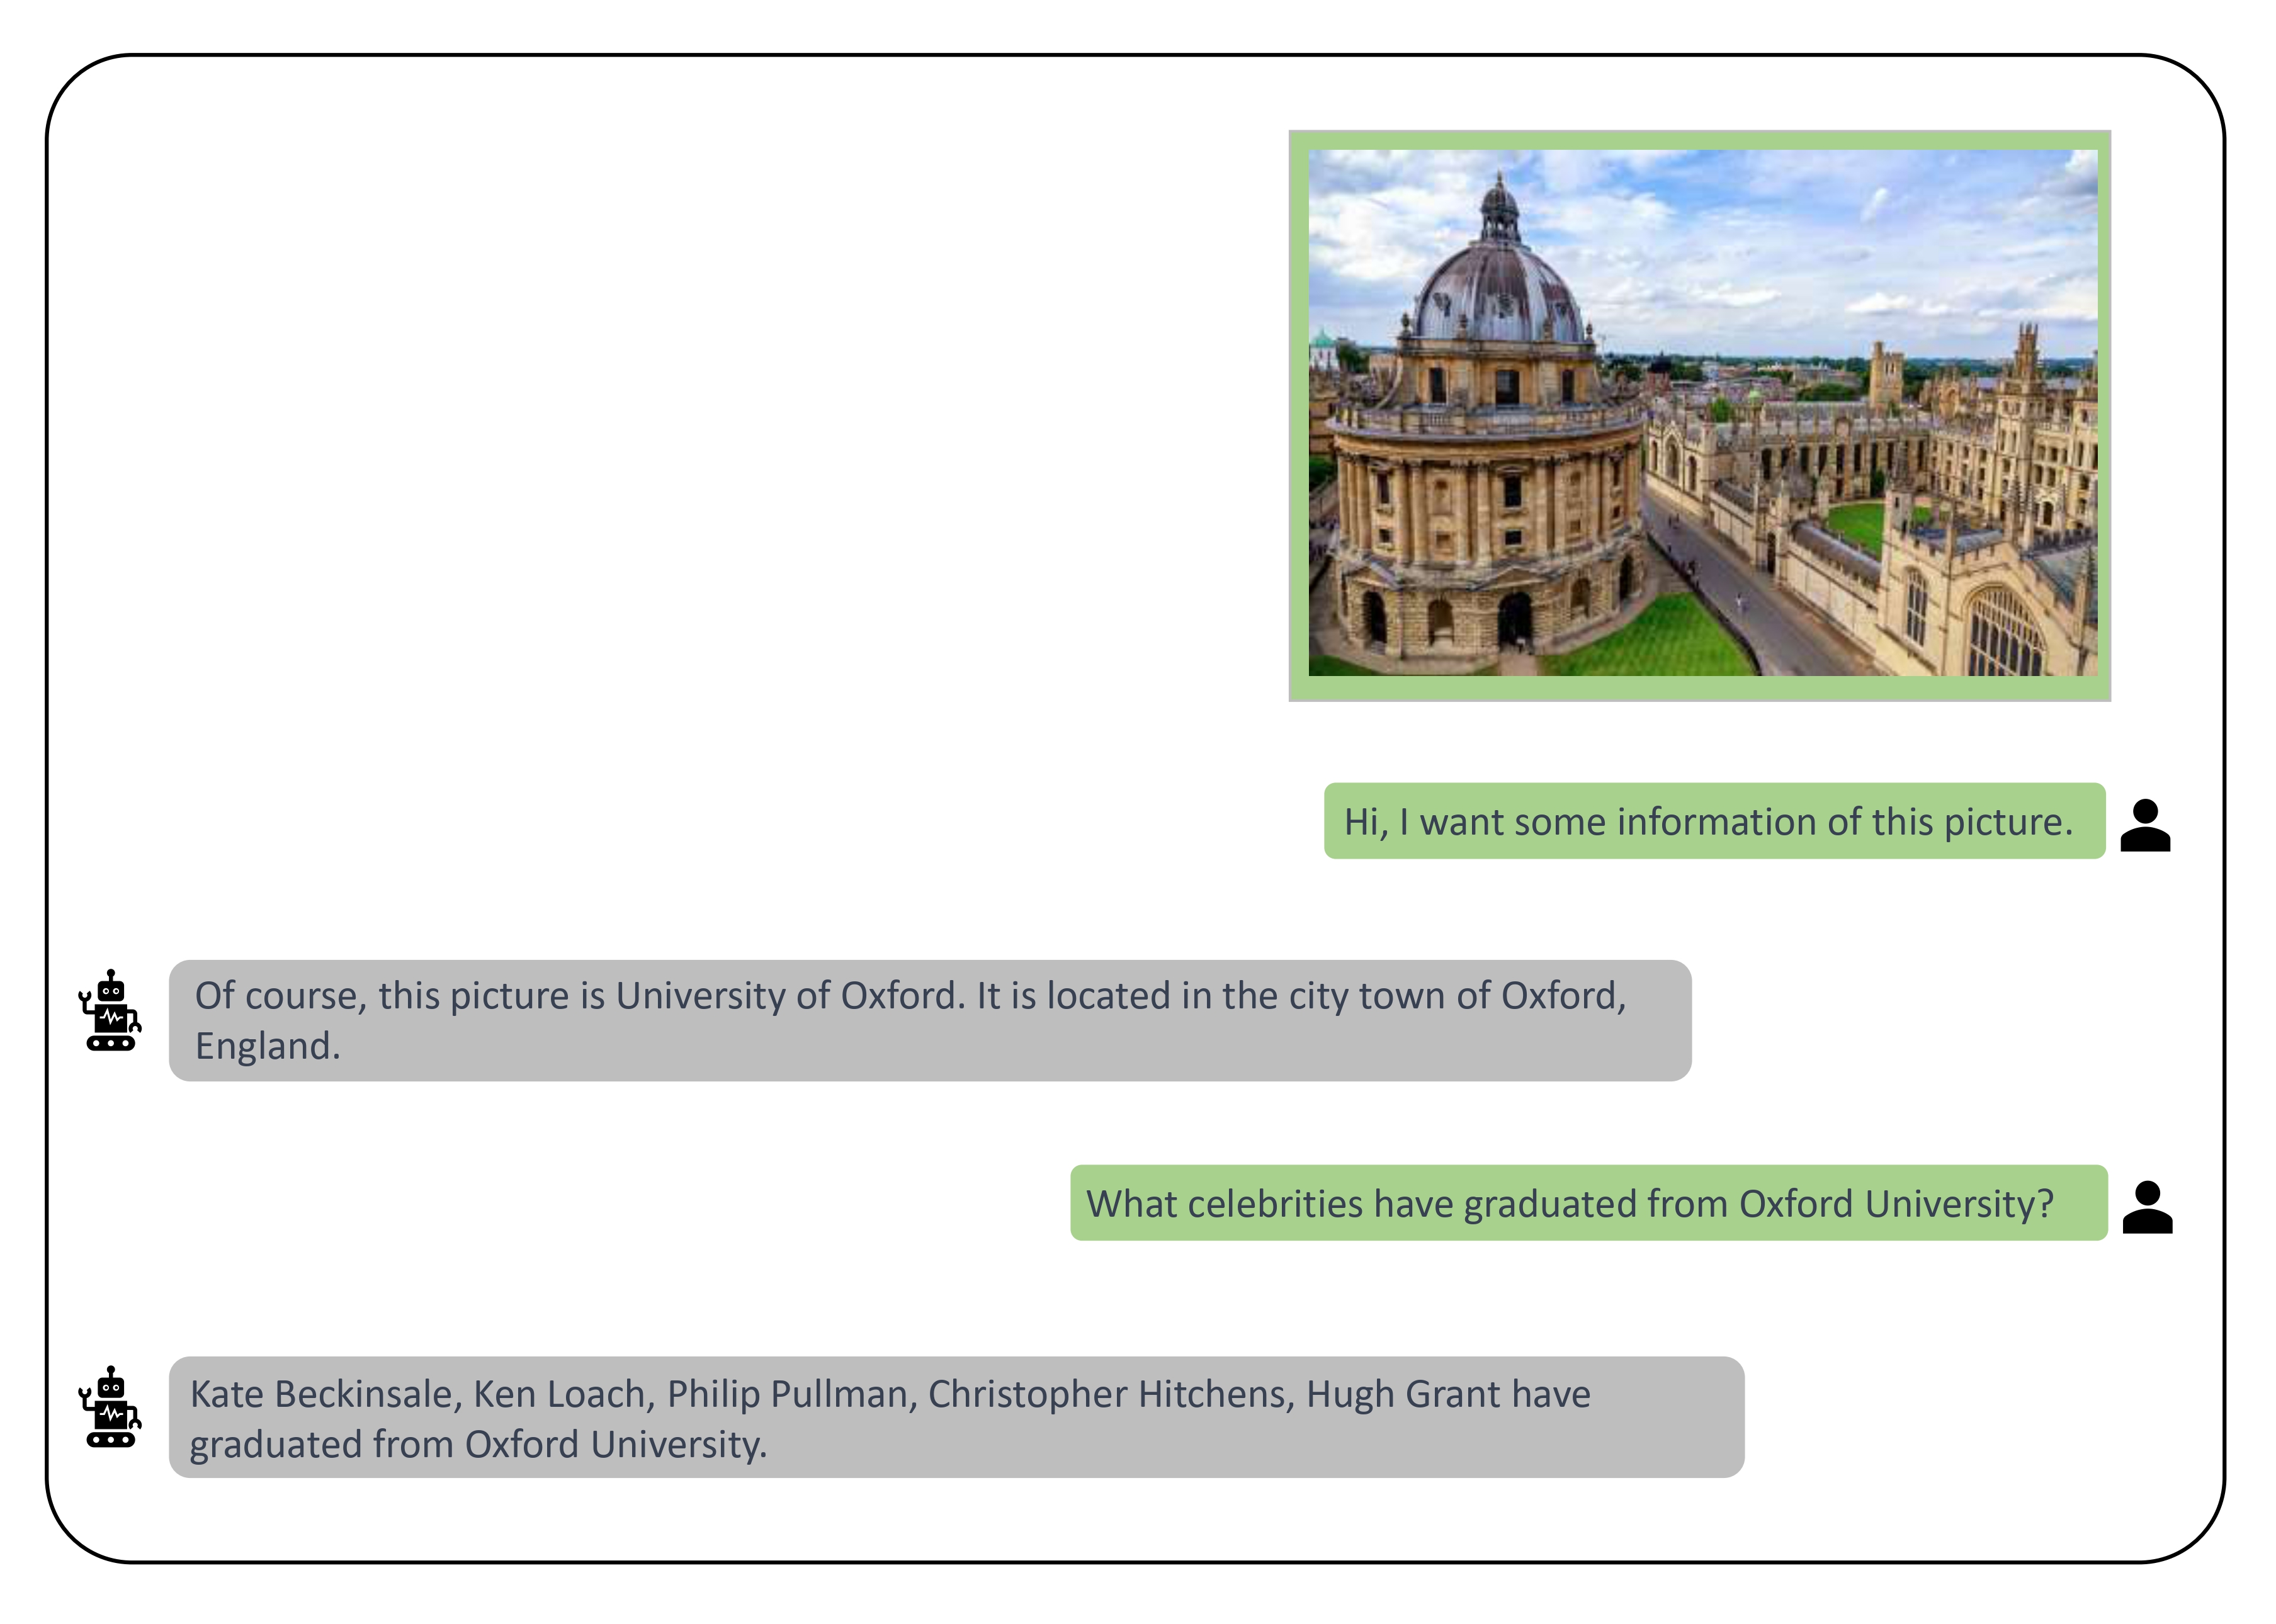 Hi, I want some information of this picture.
Of course, this picture is University of Oxford. It is located in the city town of Oxford,
England.
What celebrities have graduated from Oxford University?
Kate Beckinsale, Ken Loach, Philip Pullman, Christopher Hitchens, Hugh Grant have
graduated from Oxford University.